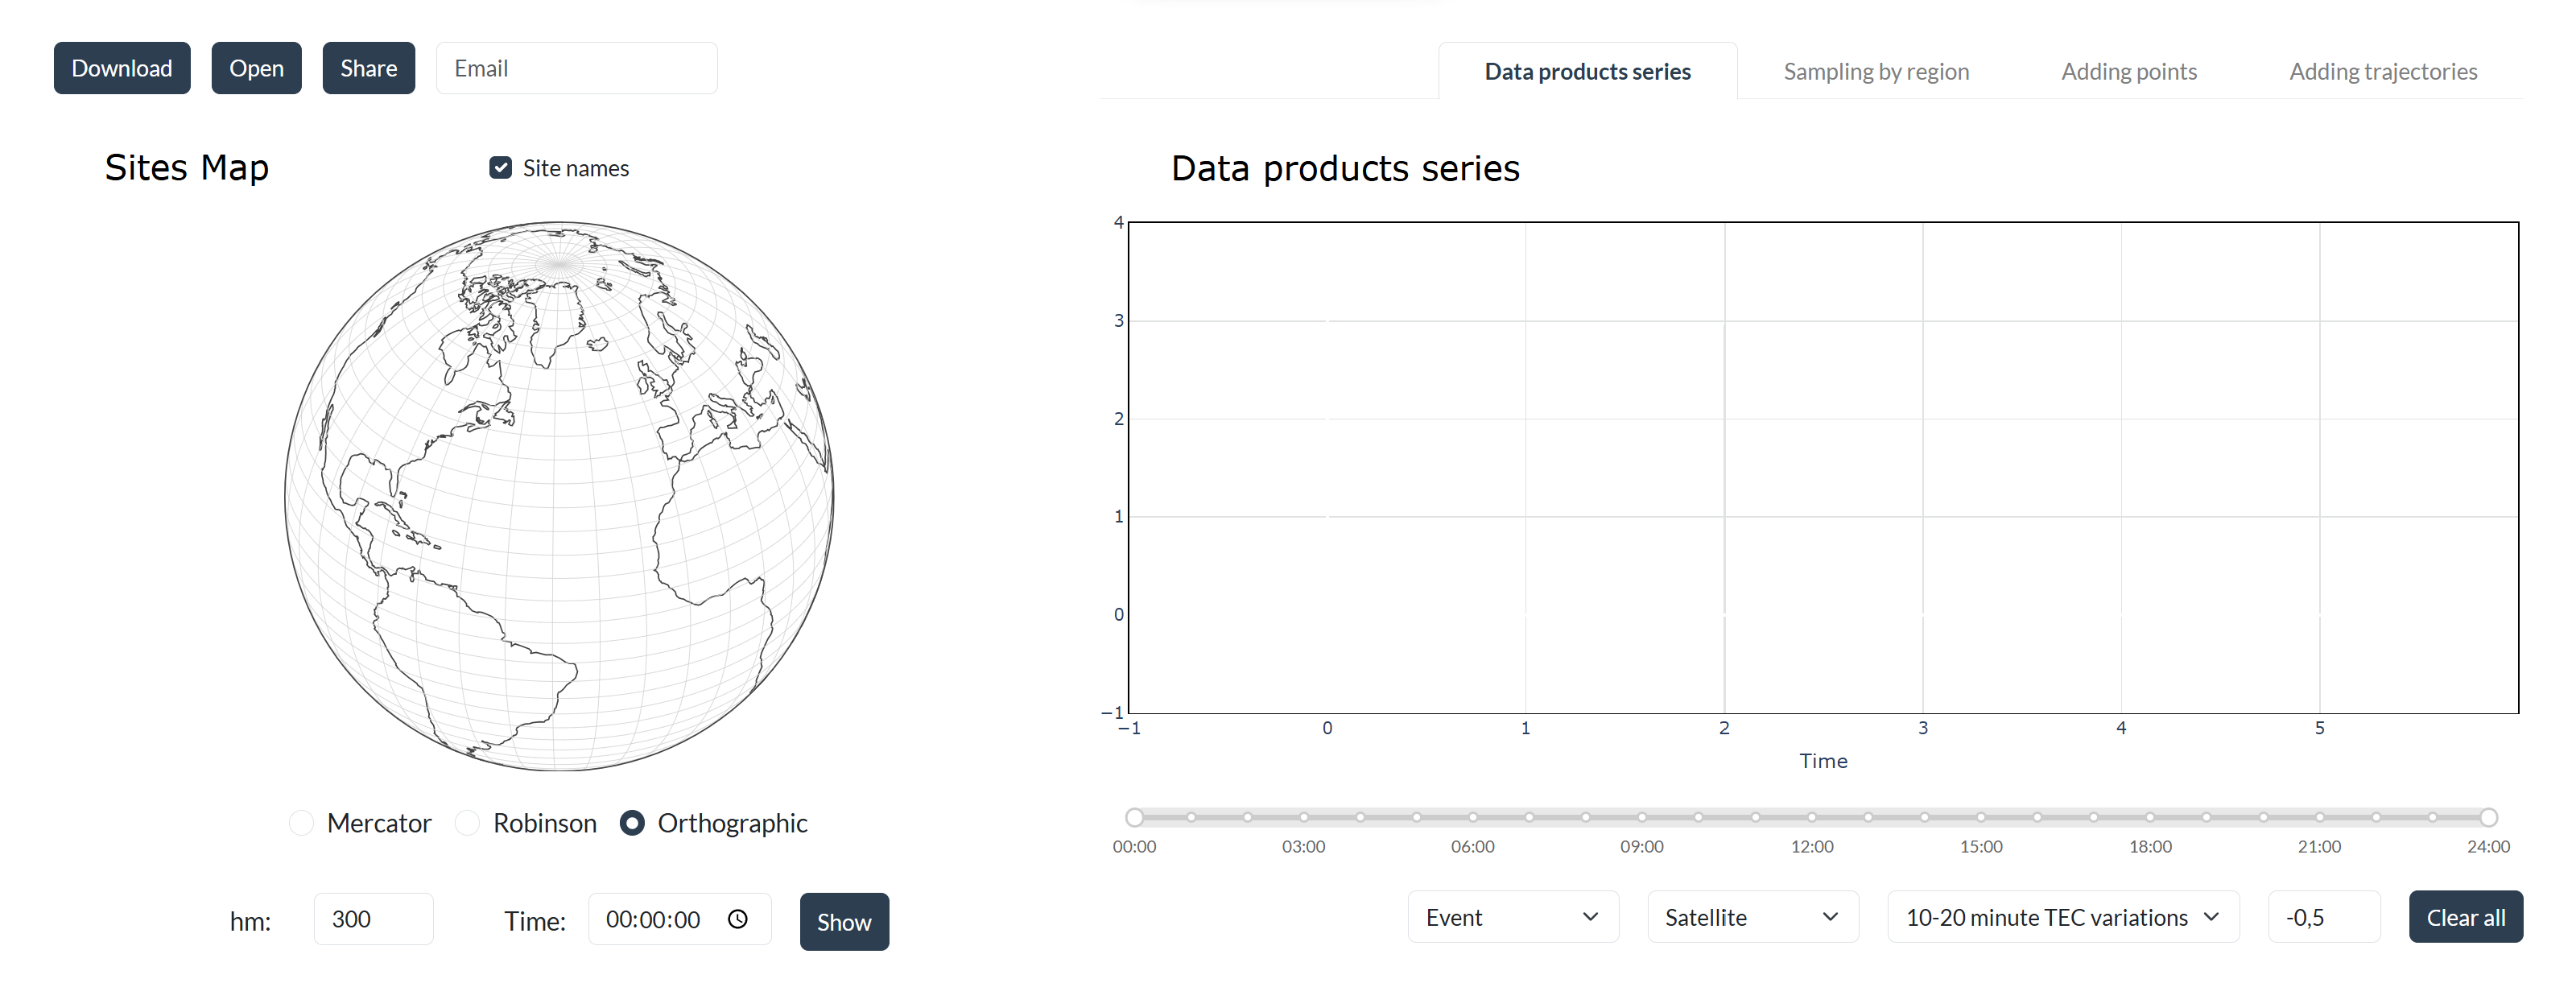 Download Open Share Email
Data products series Sampling by region Adding points Adding trajectories
Sites Map
Site names
Mercator Robinson Orthographic
hm: 300 Time: 00:00:00 Show
Data products series
4
3
2
1
0
−1
−1 0 1 2 3 4 5
Time
00:00 03:00 06:00 09:00 12:00 15:00 18:00 21:00 24:00
Event Satellite 10-20 minute TEC variations -0,5 Clear all